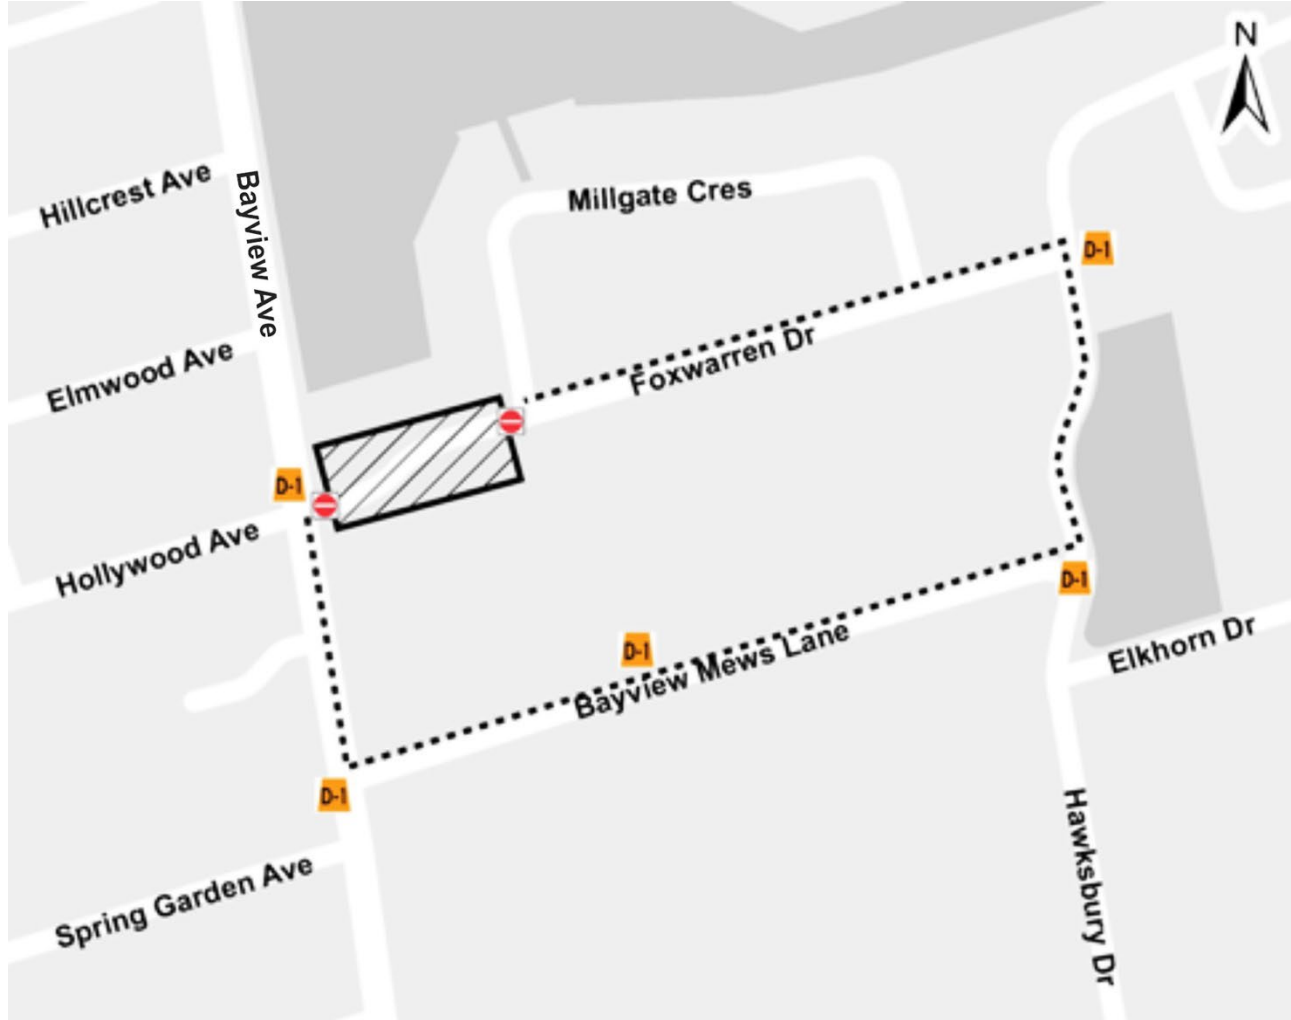 N
Hillcrest Ave
Bayview Ave
Millgate Cres
D-1
Elmwood Ave
Foxwarren Dr
D-1
Hollywood Ave
D-1
D-1
Bayview Mews Lane
Elkhorn Dr
D-1
Hawksbury Dr
Spring Garden Ave